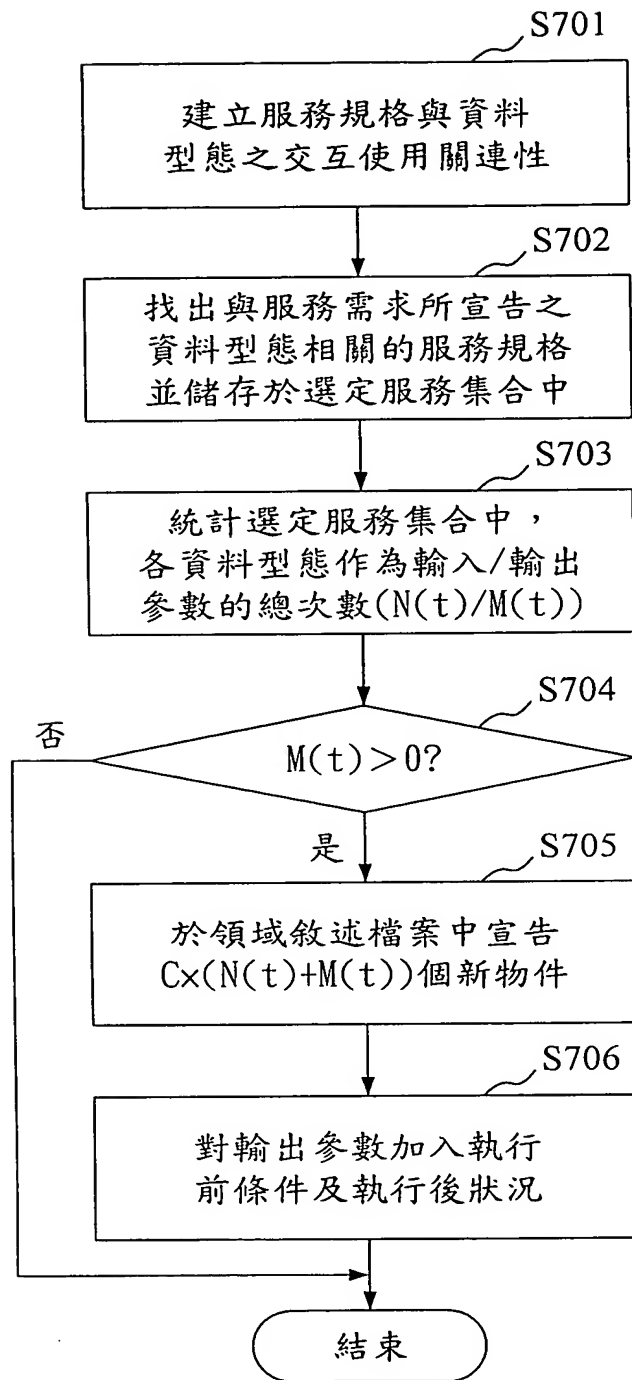 S701
建立服務規格與資料
型態之交互使用關連性
S702
找出與服務需求所宣告之
資料型態相關的服務規格
並儲存於選定服務集合中
S703
統計選定服務集合中，
各資料型態作為輸入/輸出
參數的總次數(N(t)/M(t))
S704
否
M(t)＞0?
是
S705
於領域敘述檔案中宣告
C×(N(t)+M(t))個新物件
S706
對輸出參數加入執行
前條件及執行後狀況
結束